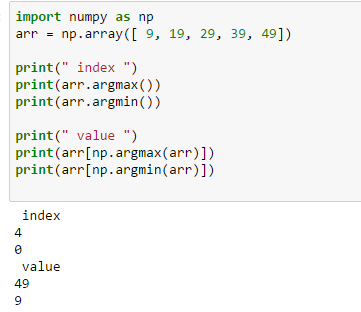 import numpy as np
arr = np.array([ 9, 19, 29, 39, 49])
print(" index ")
print(arr.argmax())
print(arr.argmin())
print(" value ")
print(arr[np.argmax(arr)])
print(arr[np.argmin(arr)])
index
4
0
value
49
9